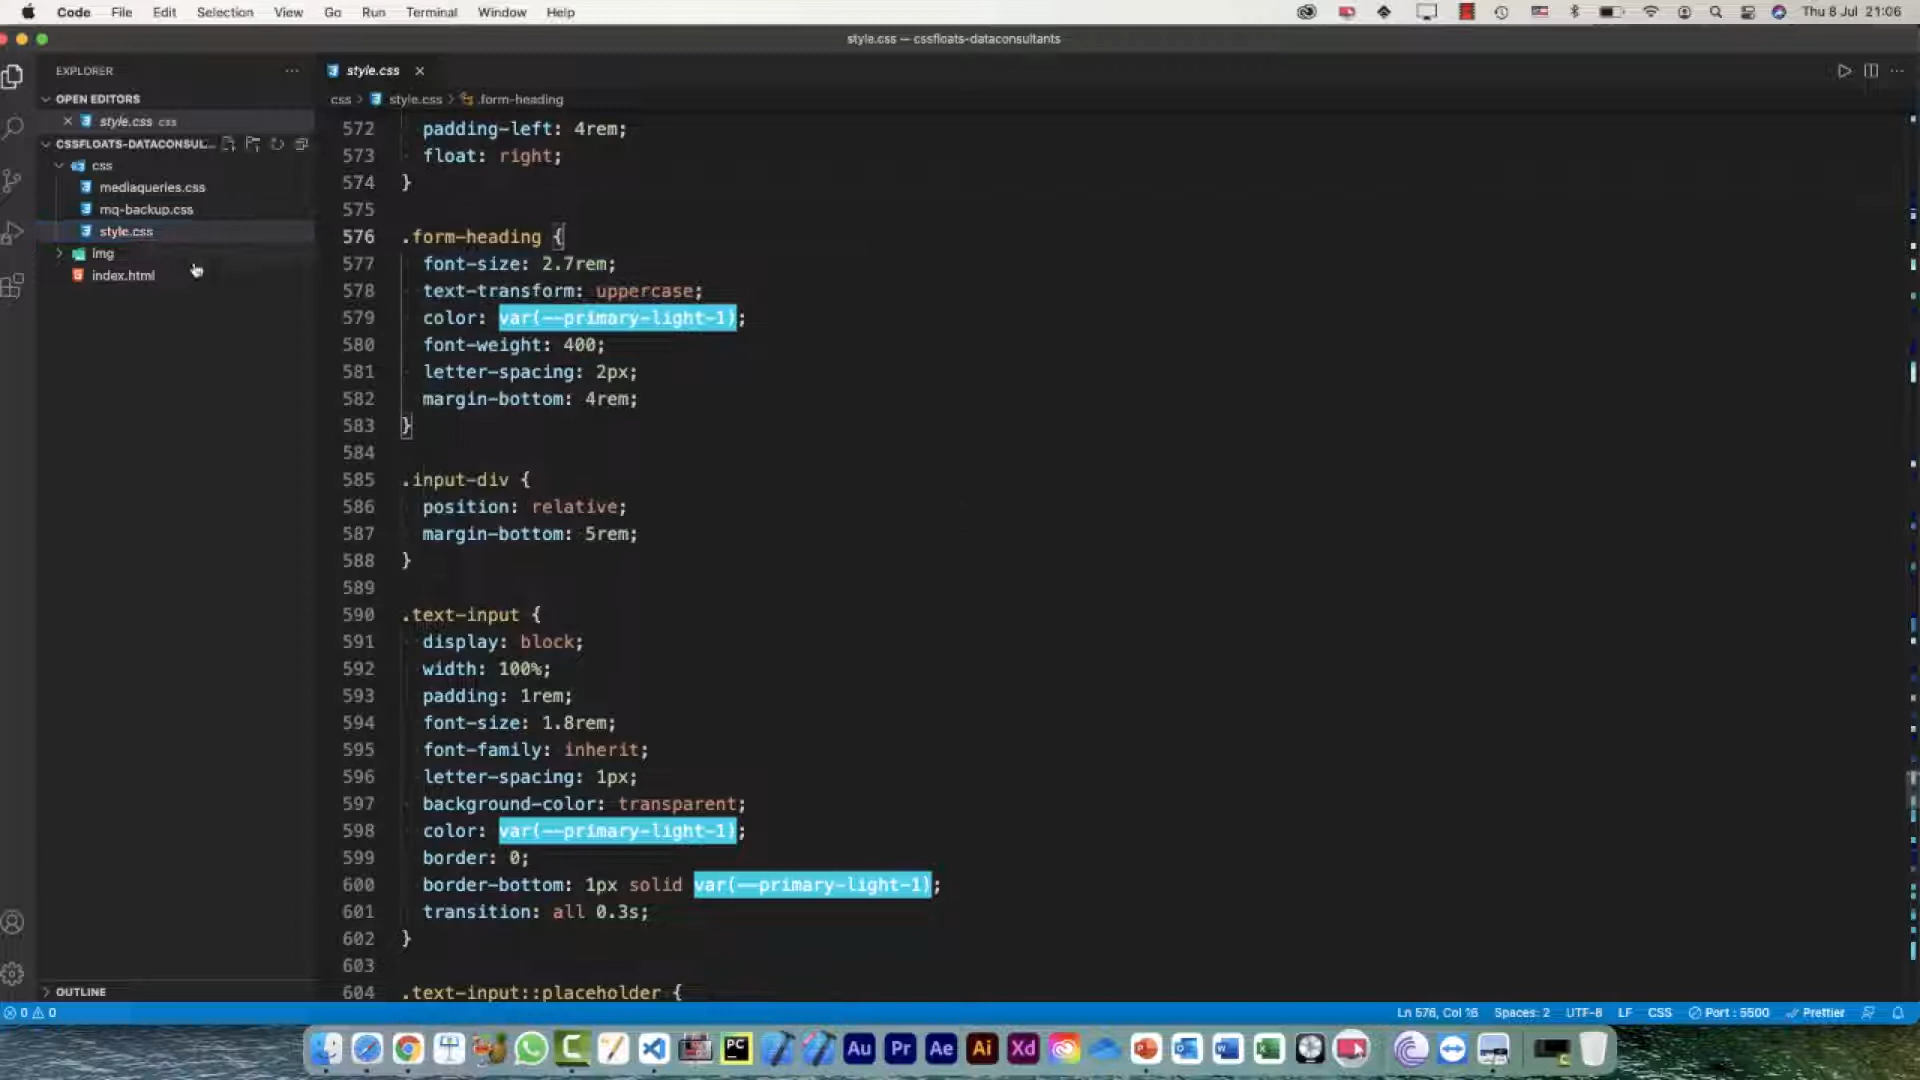 Code File Edit Selection View Go Run Terminal Window Help Thu 8 Jul 21:06
style.css — cssfloats-dataconsultants
EXPLORER
OPEN EDITORS
style.css css
CSSFLOATS-DATACONSUL...
css
mediaqueries.css
mq-backup.css
style.css
img
index.html
OUTLINE
style.css
css > style.css > .form-heading
572 padding-left: 4rem;
573 float: right;
574 }
575
576 .form-heading {
577 font-size: 2.7rem;
578 text-transform: uppercase;
579 color: var(--primary-light-1);
580 font-weight: 400;
581 letter-spacing: 2px;
582 margin-bottom: 4rem;
583 }
584
585 .input-div {
586 position: relative;
587 margin-bottom: 5rem;
588 }
589
590 .text-input {
591 display: block;
592 width: 100%;
593 padding: 1rem;
594 font-size: 1.8rem;
595 font-family: inherit;
596 letter-spacing: 1px;
597 background-color: transparent;
598 color: var(--primary-light-1);
599 border: 0;
600 border-bottom: 1px solid var(--primary-light-1);
601 transition: all 0.3s;
602 }
603
604 .text-input::placeholder {
0 0 Ln 576, Col 16 Spaces: 2 UTF-8 LF CSS Port : 5500 Prettier
PC Au Pr Ae Ai Xd